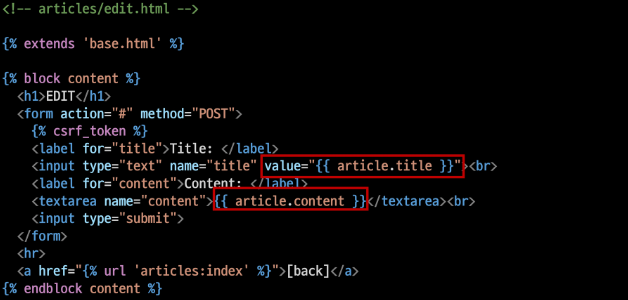 <!-- articles/edit.html -->
{% extends 'base.html' %}
{% block content %}
<h1>EDIT</h1>
<form action="#" method="POST">
{% csrf_token %}
<label for="title">Title: </label>
<input type="text" name="title" value="{{ article.title }}"><br>
<label for="content">Content: </label>
<textarea name="content">{{ article.content }}</textarea><br>
<input type="submit">
</form>
<hr>
<a href="{% url 'articles:index' %}">[back]</a>
{% endblock content %}